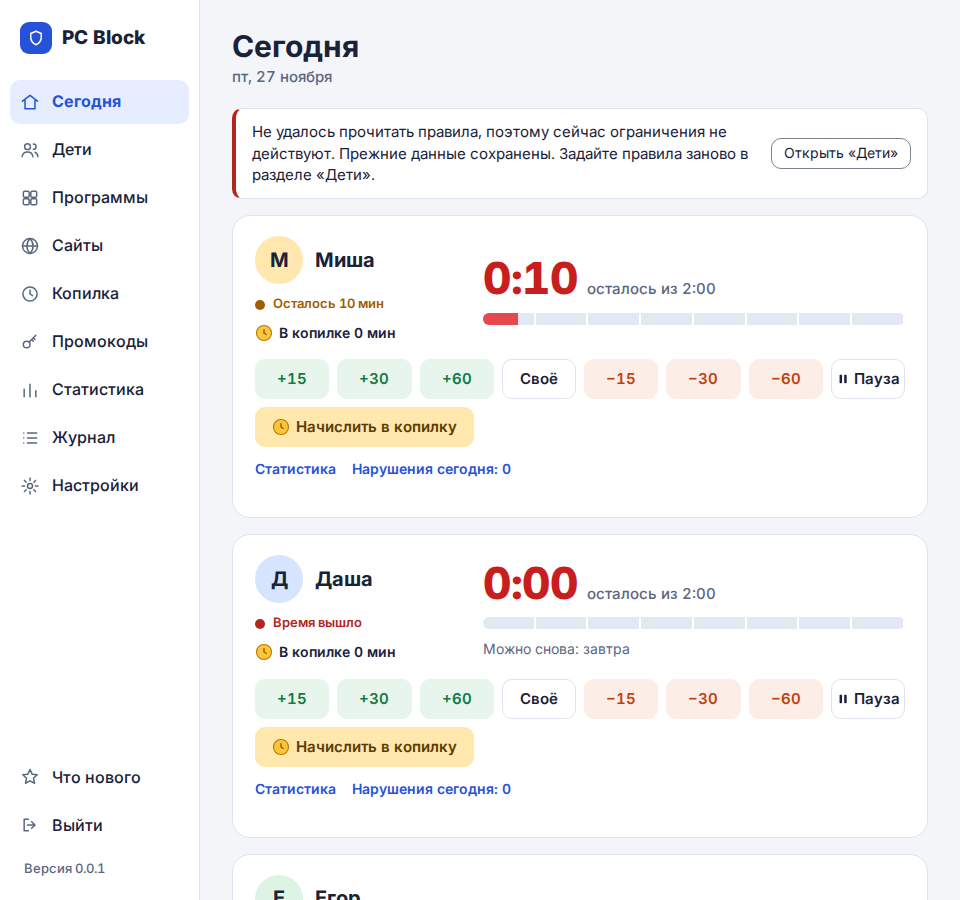 PC Block
Сегодня
Дети
Программы
Сайты
Копилка
Промокоды
Статистика
Журнал
Настройки
Что нового
Выйти
Версия 0.0.1
Сегодня
пт, 27 ноября
Не удалось прочитать правила, поэтому сейчас ограничения не
действуют. Прежние данные сохранены. Задайте правила заново в
разделе «Дети».
Открыть «Дети»
М Миша
Осталось 10 мин
В копилке 0 мин
0:10 осталось из 2:00
+15 +30 +60 Своё −15 −30 −60 Пауза
Начислить в копилку
Статистика Нарушения сегодня: 0
Д Даша
Время вышло
В копилке 0 мин
0:00 осталось из 2:00
Можно снова: завтра
+15 +30 +60 Своё −15 −30 −60 Пауза
Начислить в копилку
Статистика Нарушения сегодня: 0
Е Егор